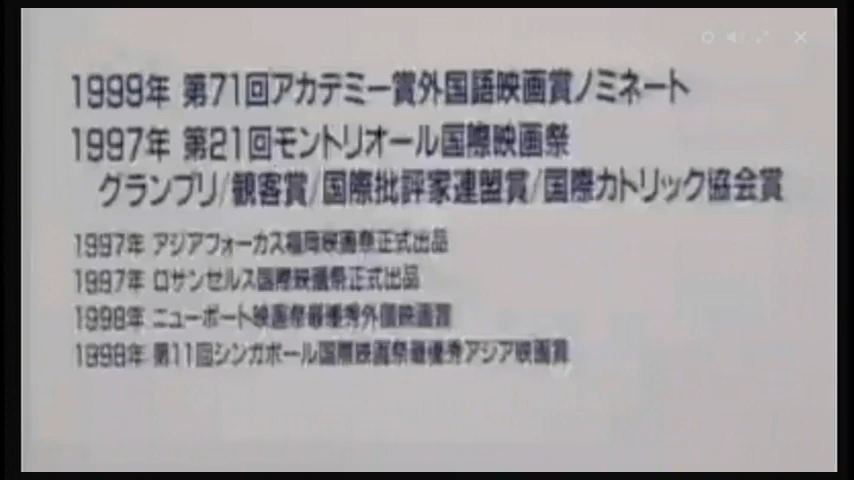 1999年 第71回アカデミー賞外国語映画賞ノミネート
1997年 第21回モントリオール国際映画祭
グランプリ/観客賞/国際批評家連盟賞/国際カトリック協会賞
1997年 アジアフォーカス福岡映画祭正式出品
1997年 ロサンゼルス国際映画祭正式出品
1998年 ニューポート映画祭最優秀外国映画賞
1998年 第11回シンガポール国際映画祭最優秀アジア映画賞